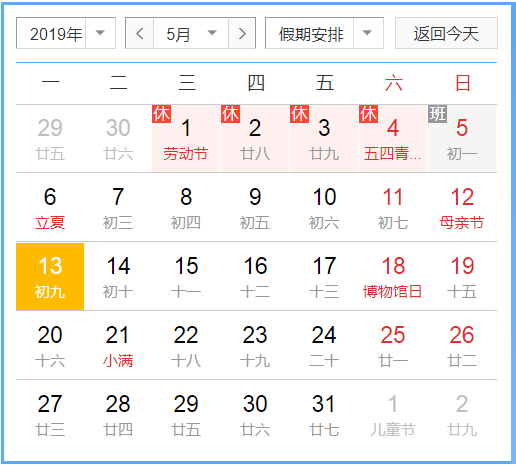 2019年 5月 假期安排 返回今天
一 二 三 四 五 六 日
休 休 休 休 班
29 30 1 2 3 4 5
廿五 廿六 劳动节 廿八 廿九 五四青... 初一
6 7 8 9 10 11 12
立夏 初三 初四 初五 初六 初七 母亲节
13 14 15 16 17 18 19
初九 初十 十一 十二 十三 博物馆日 十五
20 21 22 23 24 25 26
十六 小满 十八 十九 二十 廿一 廿二
27 28 29 30 31 1 2
廿三 廿四 廿五 廿六 廿七 儿童节 廿九